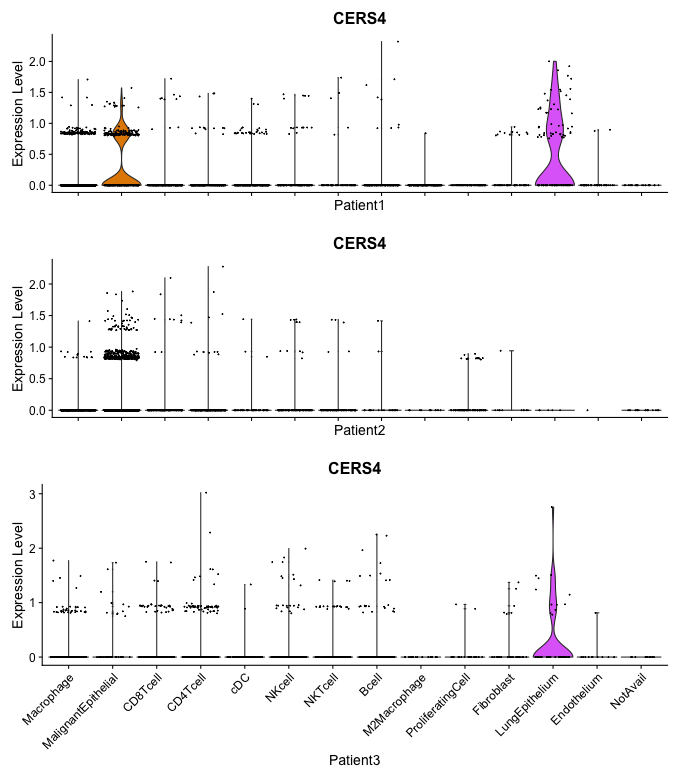 CERS4
Expression Level
2.0
1.5
1.0
0.5
0.0
Patient1
CERS4
Expression Level
2.0
1.5
1.0
0.5
0.0
Patient2
CERS4
Expression Level
3
2
1
0
Macrophage
MalignantEpithelial
CD8Tcell
CD4Tcell
cDC
NKcell
NKTcell
Bcell
M2Macrophage
ProliferatingCell
Fibroblast
LungEpithelium
Endothelium
NotAvail
Patient3